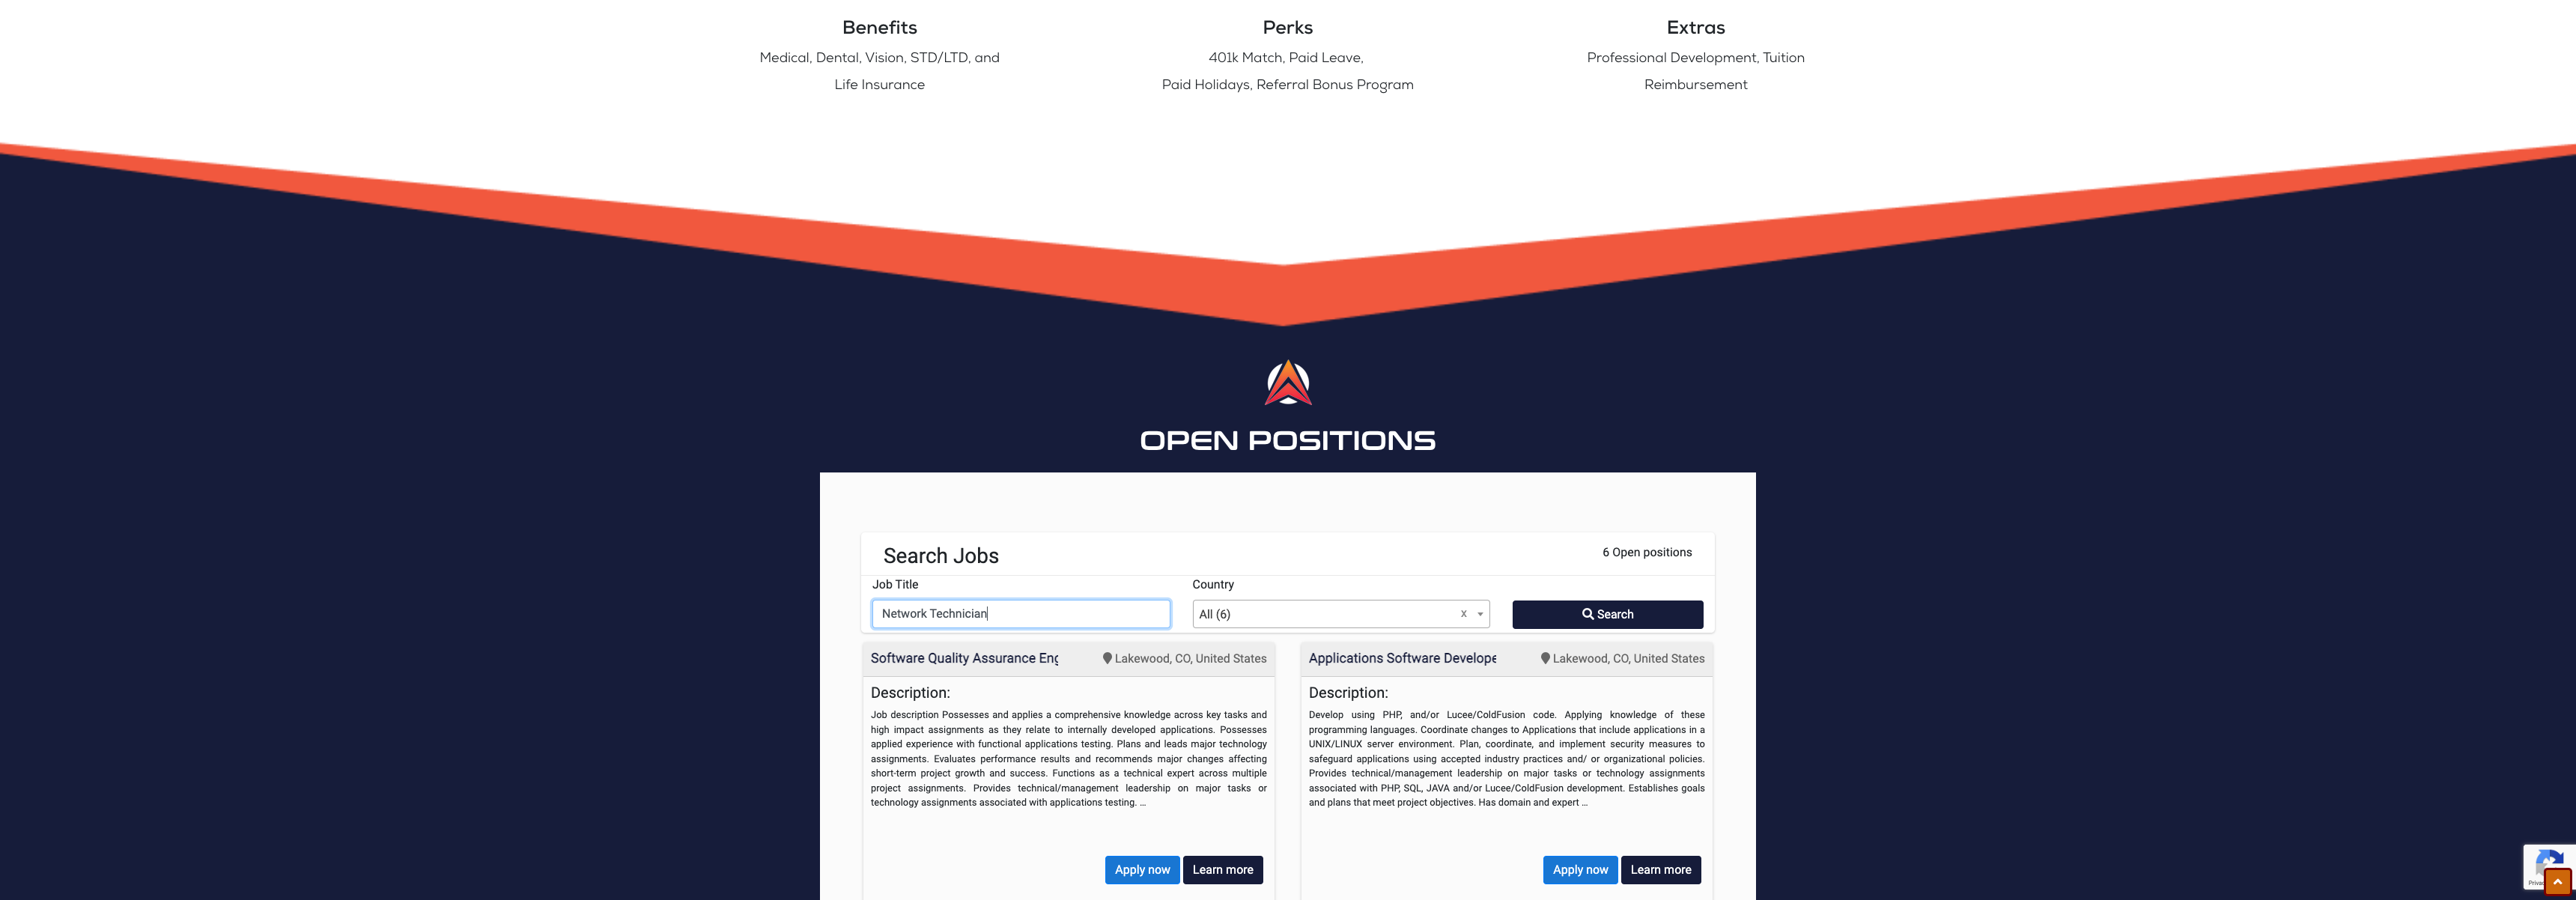 Benefits
Medical, Dental, Vision, STD/LTD, and
Life Insurance
Perks
401k Match, Paid Leave,
Paid Holidays, Referral Bonus Program
Extras
Professional Development, Tuition
Reimbursement
OPEN POSITIONS
Search Jobs
6 Open positions
Job Title
Country
Network Technician
All (6)
x
Search
Software Quality Assurance Eng
Lakewood, CO, United States
Description:
Job description Possesses and applies a comprehensive knowledge across key tasks and
high impact assignments as they relate to internally developed applications. Possesses
applied experience with functional applications testing. Plans and leads major technology
assignments. Evaluates performance results and recommends major changes affecting
short-term project growth and success. Functions as a technical expert across multiple
project assignments. Provides technical/management leadership on major tasks or
technology assignments associated with applications testing. ...
Apply now
Learn more
Applications Software Develope
Lakewood, CO, United States
Description:
Develop using PHP, and/or Lucee/ColdFusion code. Applying knowledge of these
programming languages. Coordinate changes to Applications that include applications in a
UNIX/LINUX server environment. Plan, coordinate, and implement security measures to
safeguard applications using accepted industry practices and/ or organizational policies.
Provides technical/management leadership on major tasks or technology assignments
associated with PHP, SQL, JAVA and/or Lucee/ColdFusion development. Establishes goals
and plans that meet project objectives. Has domain and expert ...
Apply now
Learn more